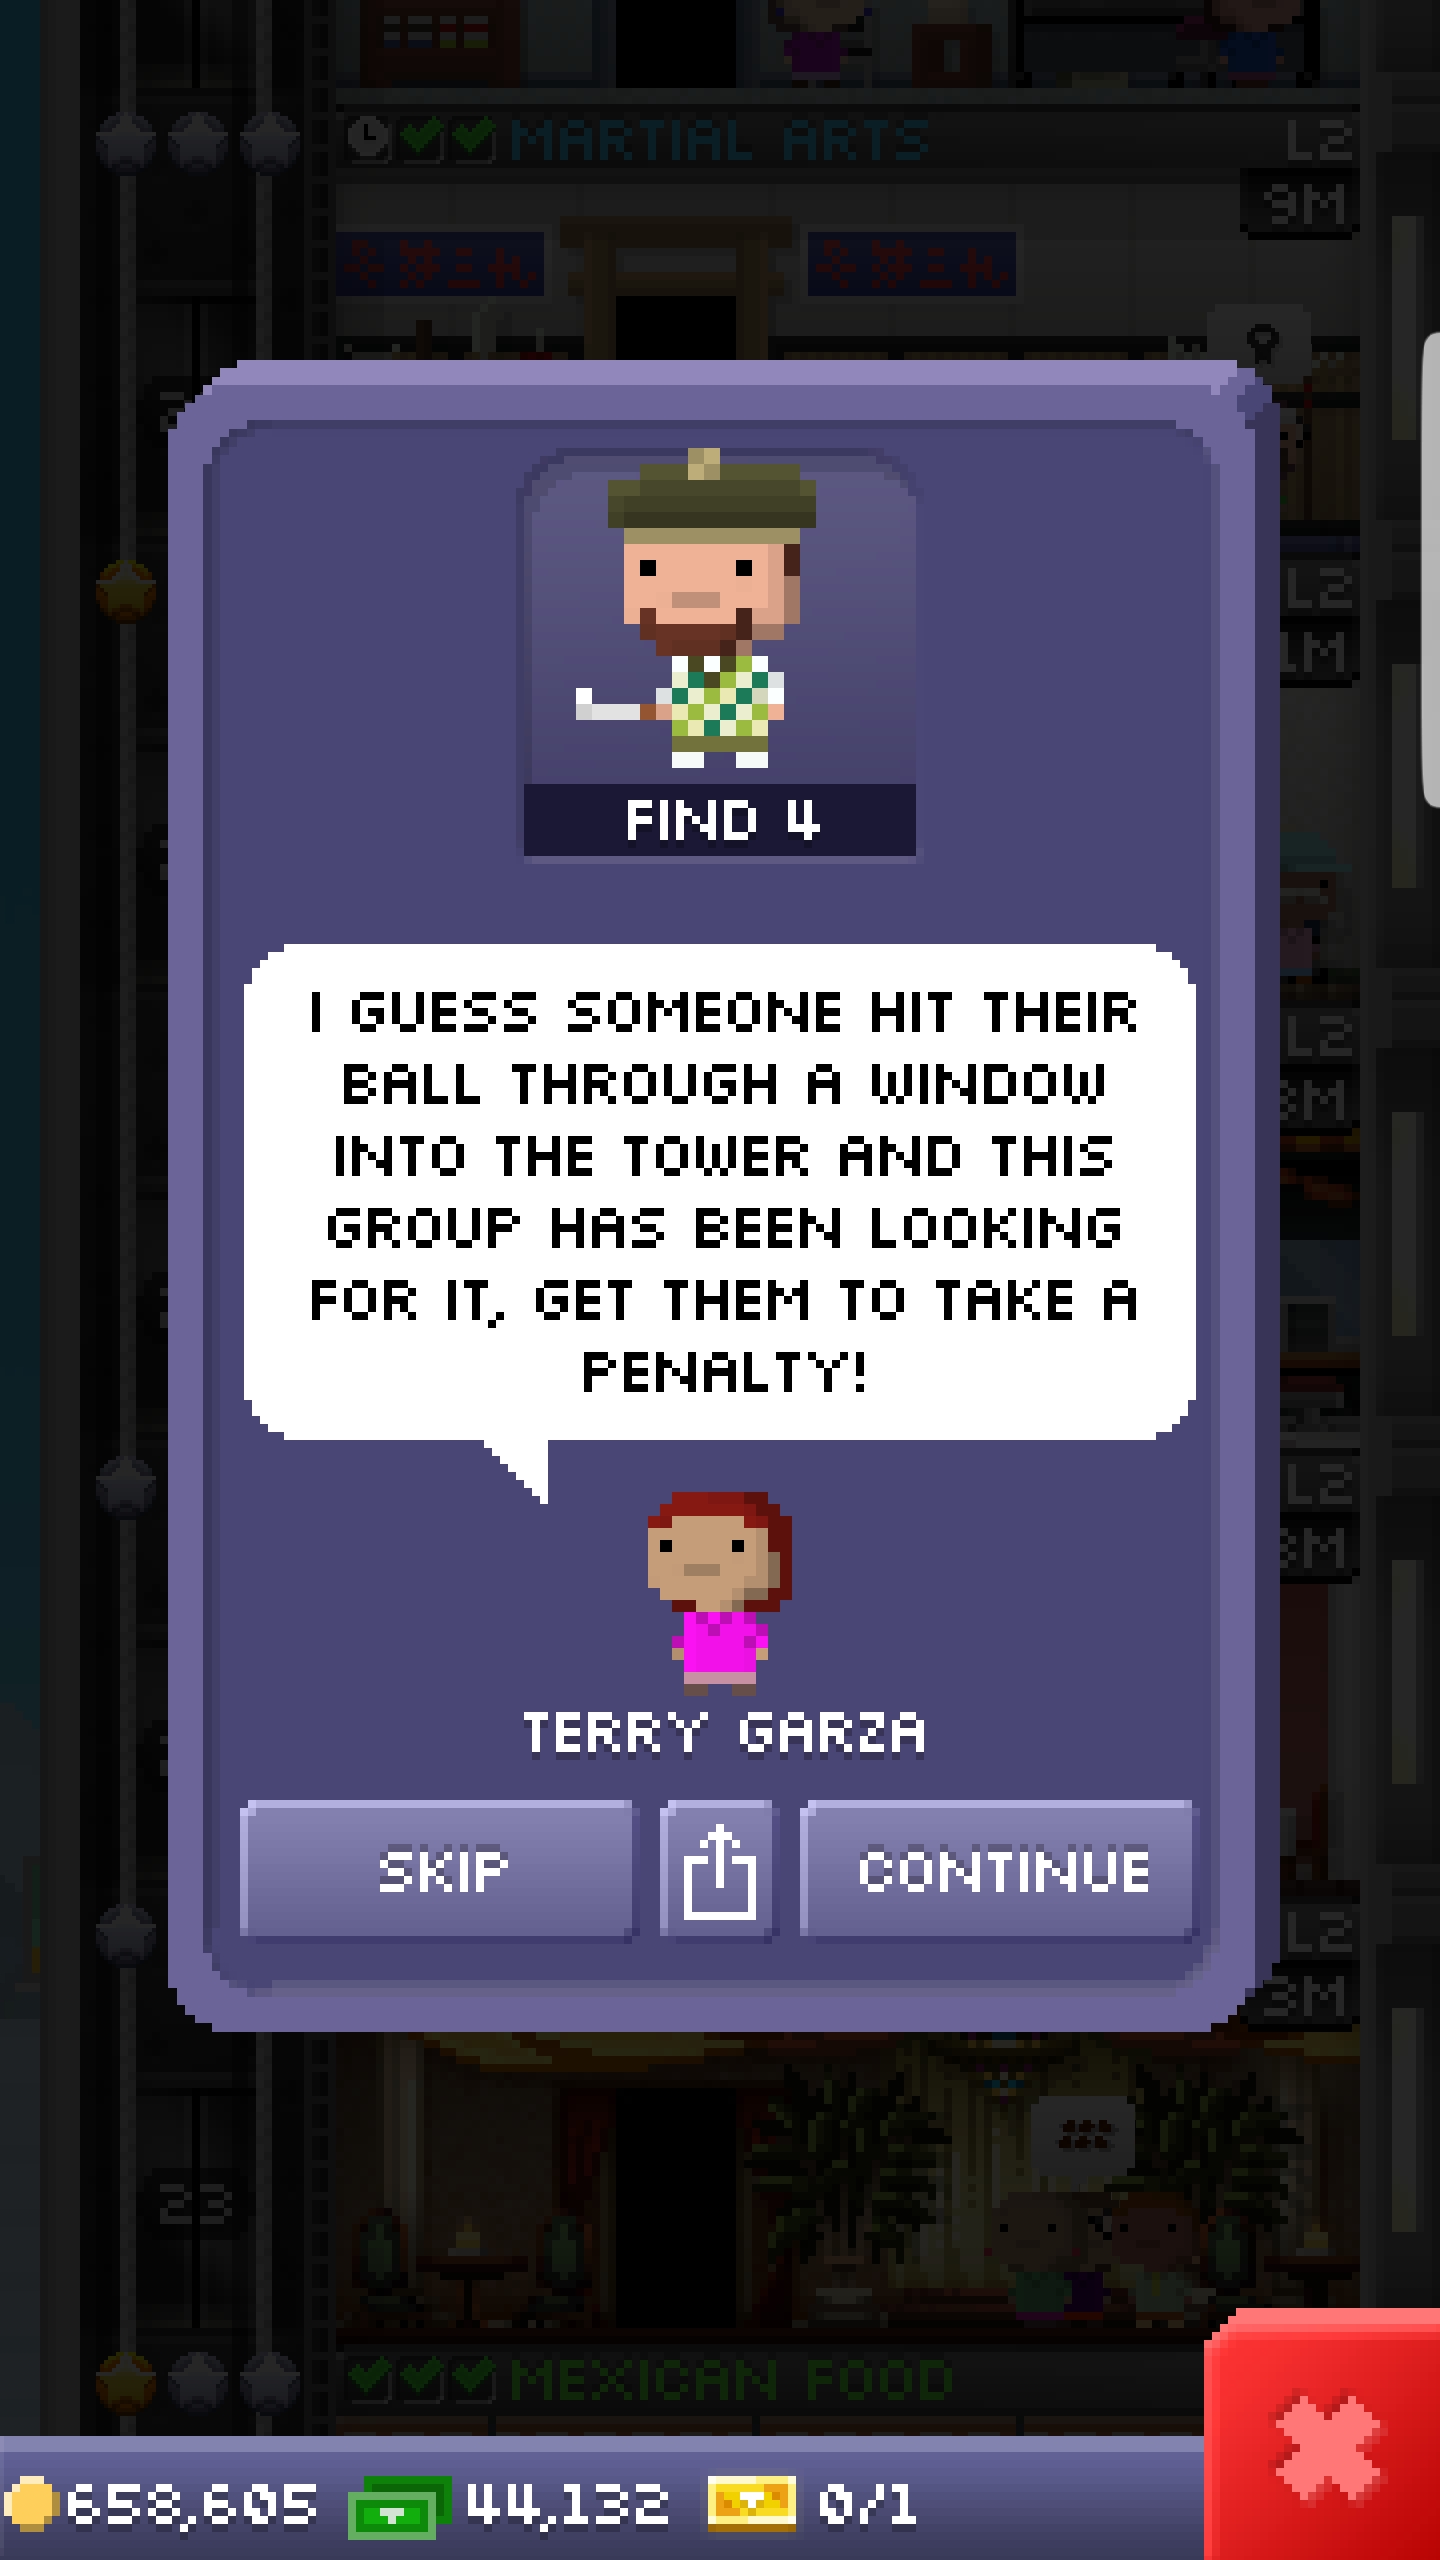 MARTIAL ARTS
L2
9M
FIND 4
L2
1M
I GUESS SOMEONE HIT THEIR
BALL THROUGH A WINDOW
INTO THE TOWER AND THIS
GROUP HAS BEEN LOOKING
FOR IT, GET THEM TO TAKE A
PENALTY!
L2
L2
TERRY GARZA
SKIP
CONTINUE
L2
3M
23
MEXICAN FOOD
658,605
44,132
0/1